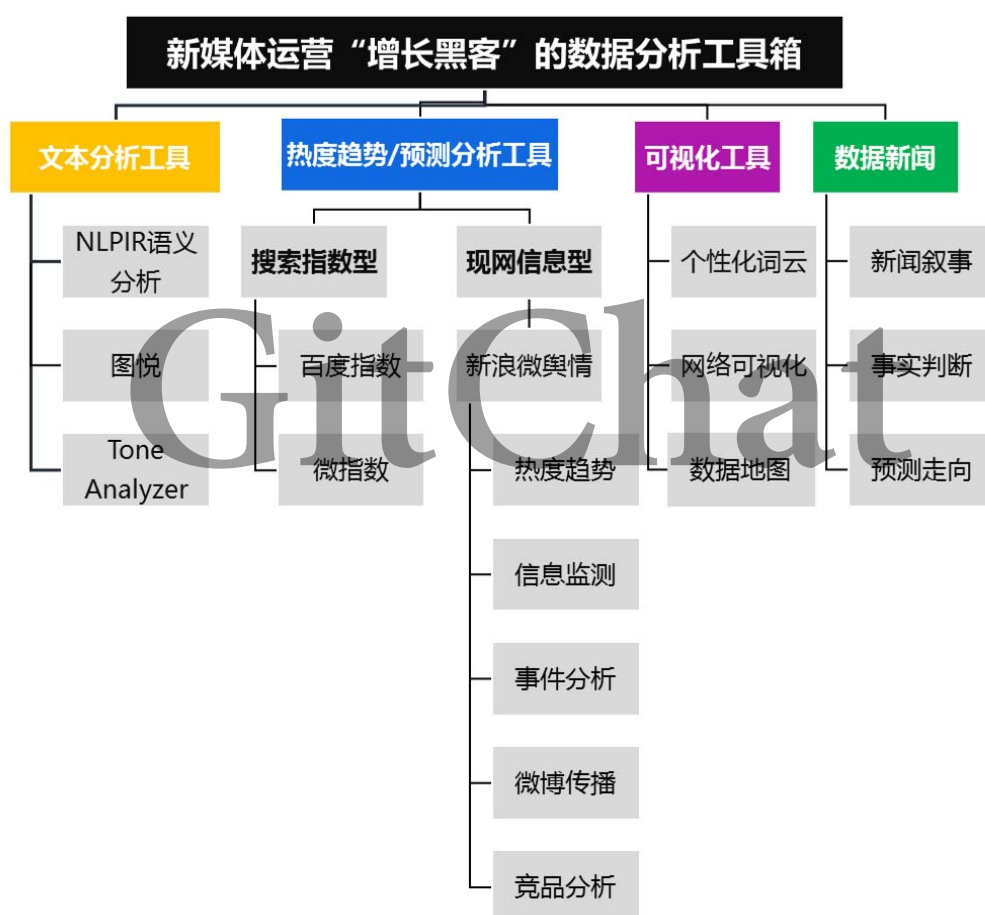 新媒体运营“增长黑客”的数据分析工具箱
文本分析工具
热度趋势/预测分析工具
可视化工具
数据新闻
NLPIR语义
分析
搜索指数型
现网信息型
个性化词云
新闻叙事
图悦
百度指数
新浪微舆情
网络可视化
事实判断
Tone
Analyzer
微指数
热度趋势
数据地图
预测走向
信息监测
事件分析
微博传播
竞品分析
GitChat